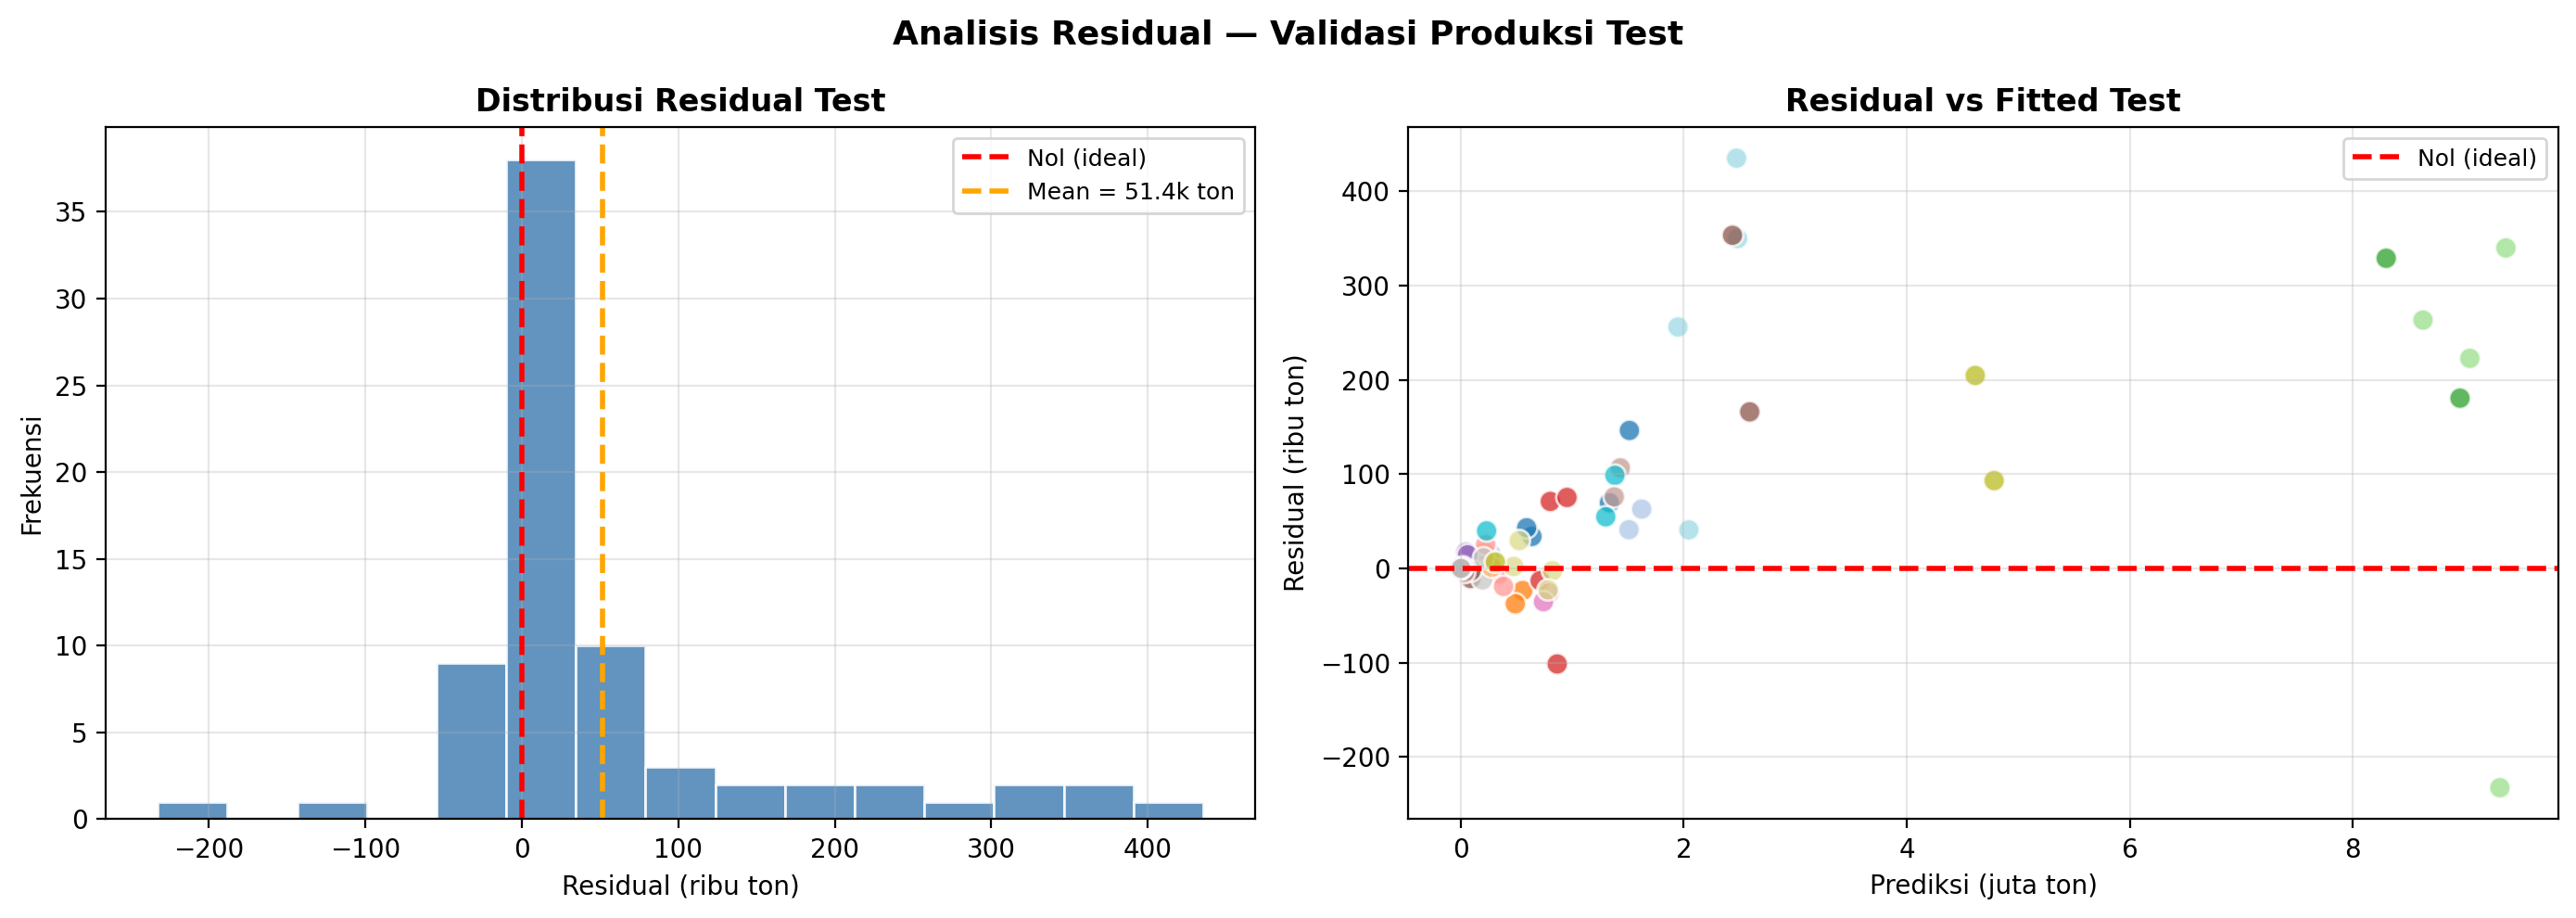 Analisis Residual — Validasi Produksi Test
Distribusi Residual Test
Nol (ideal)
Mean = 51.4k ton
Frekuensi
35
30
25
20
15
10
5
0
−200
−100
0
100
200
300
400
Residual (ribu ton)
Residual vs Fitted Test
Nol (ideal)
Residual (ribu ton)
400
300
200
100
0
−100
−200
0
2
4
6
8
Prediksi (juta ton)